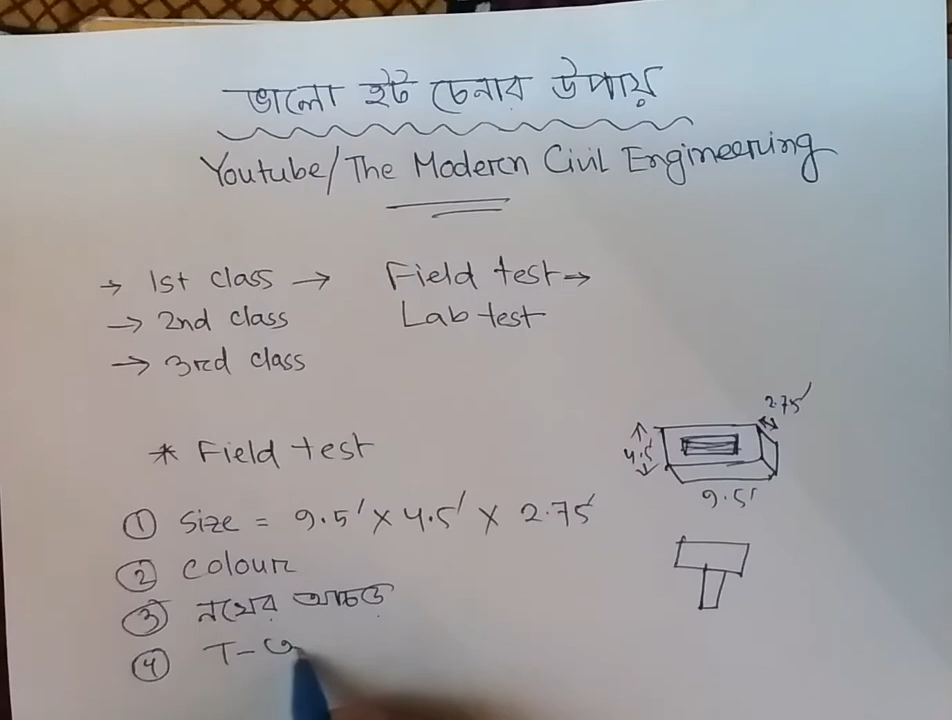 ভালো ইট চেনার উপায়
Youtube/The Modern Civil Engineering
→ 1st class → Field test →
→ 2nd class Lab test
→ 3rd class
* Field test
① Size = 9.5' x 4.5' x 2.75'
② Colour
③ নখের আচড়
④ T-
2.75'
4.5'
9.5'